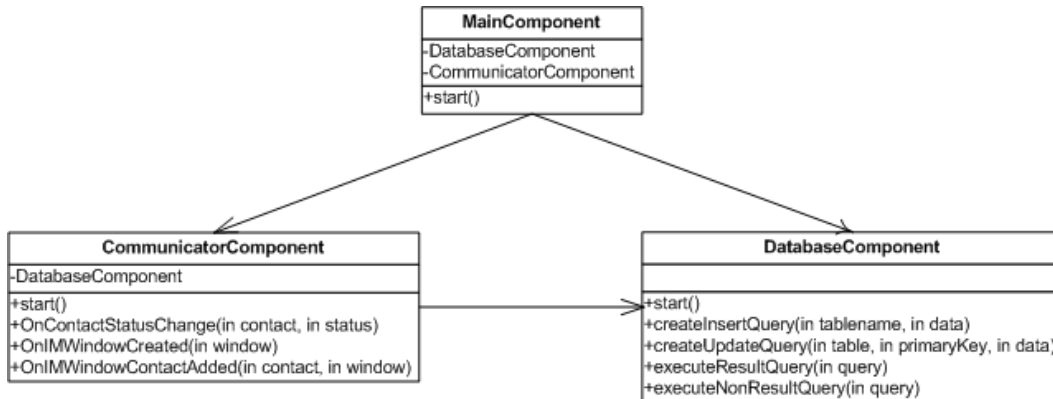 MainComponent
-DatabaseComponent
-CommunicatorComponent
+start()
CommunicatorComponent
-DatabaseComponent
+start()
+OnContactStatusChange(in contact, in status)
+OnIMWindowCreated(in window)
+OnIMWindowContactAdded(in contact, in window)
DatabaseComponent
+start()
+createInsertQuery(in tablename, in data)
+createUpdateQuery(in table, in primaryKey, in data)
+executeResultQuery(in query)
+executeNonResultQuery(in query)